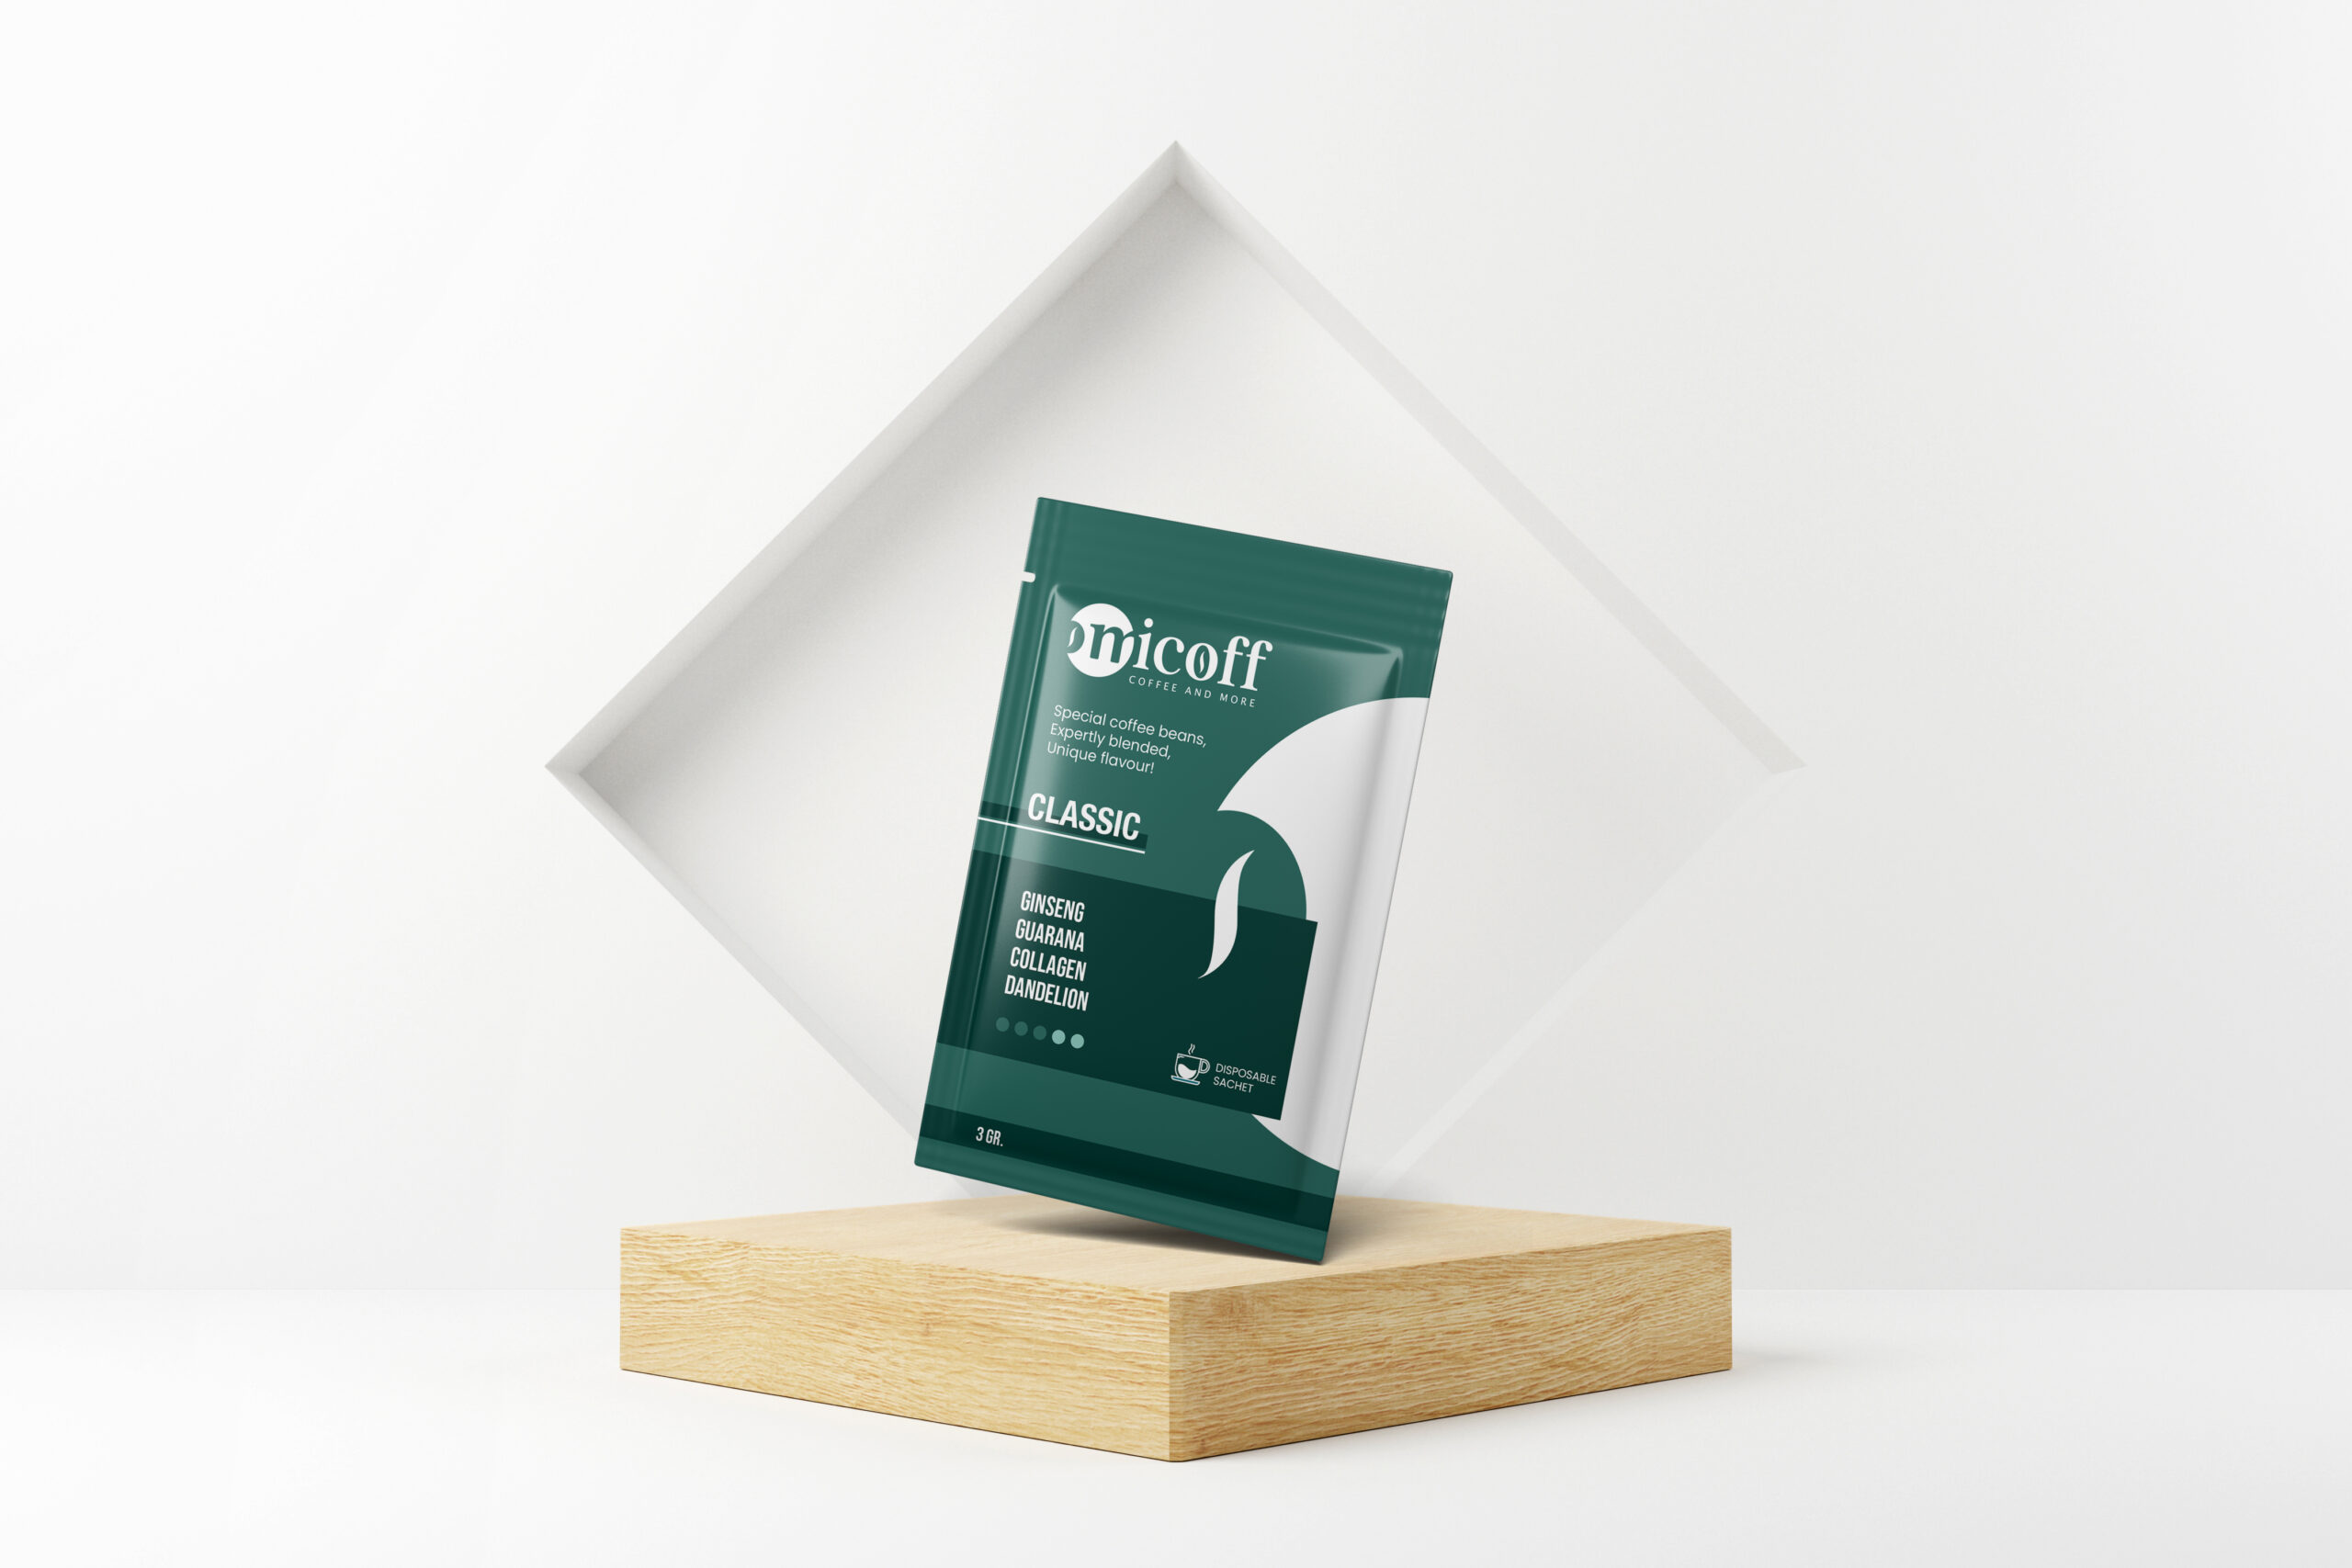 omicoff
COFFEE AND MORE
Special coffee beans,
Expertly blended,
Unique flavour!
CLASSIC
GINSENG
GUARANA
COLLAGEN
DANDELION
DISPOSABLE
SACHET
3 GR.